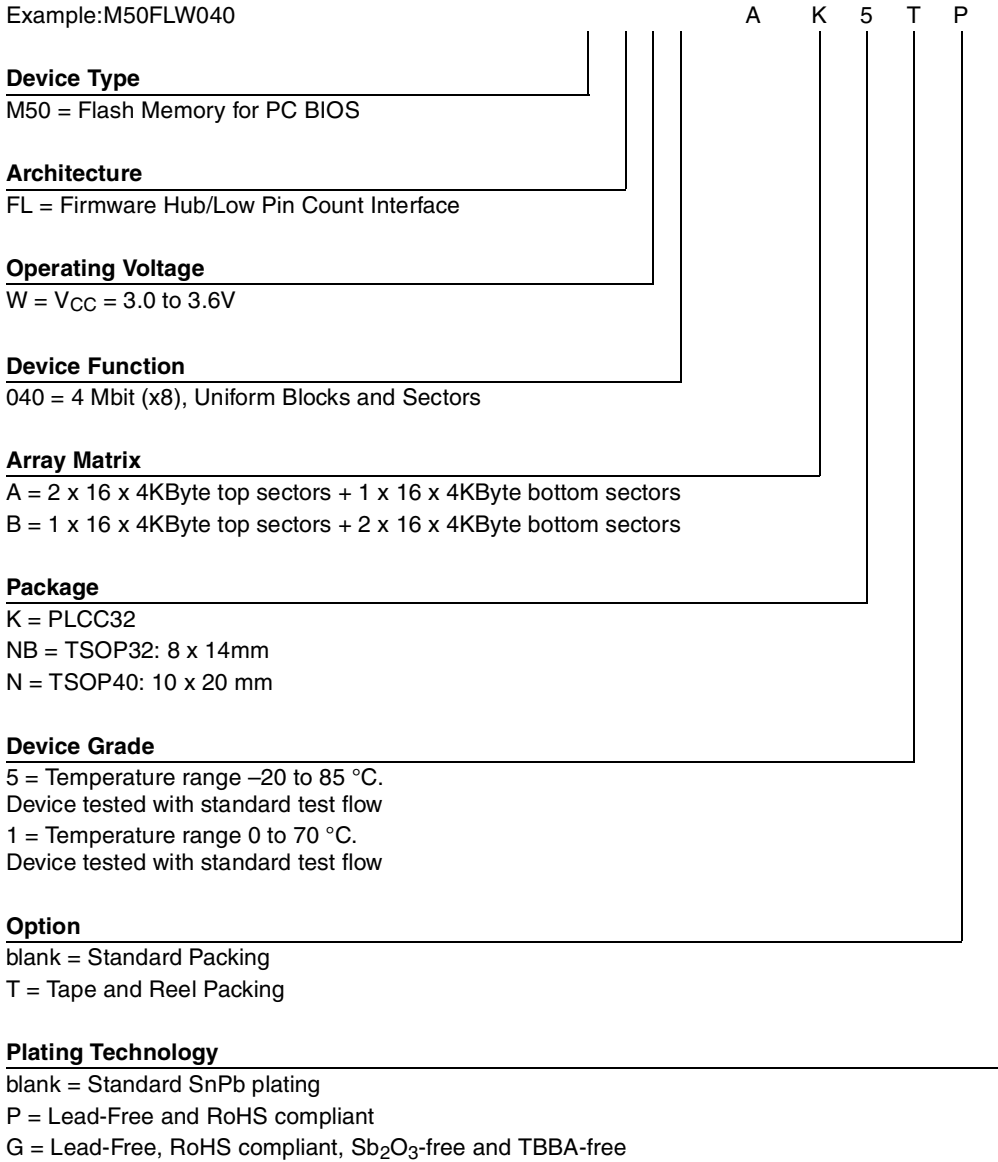 Example:M50FLW040 A K 5 T P
Device Type
M50 = Flash Memory for PC BIOS
Architecture
FL = Firmware Hub/Low Pin Count Interface
Operating Voltage
W = VCC = 3.0 to 3.6V
Device Function
040 = 4 Mbit (x8), Uniform Blocks and Sectors
Array Matrix
A = 2 x 16 x 4KByte top sectors + 1 x 16 x 4KByte bottom sectors
B = 1 x 16 x 4KByte top sectors + 2 x 16 x 4KByte bottom sectors
Package
K = PLCC32
NB = TSOP32: 8 x 14mm
N = TSOP40: 10 x 20 mm
Device Grade
5 = Temperature range –20 to 85 °C.
Device tested with standard test flow
1 = Temperature range 0 to 70 °C.
Device tested with standard test flow
Option
blank = Standard Packing
T = Tape and Reel Packing
Plating Technology
blank = Standard SnPb plating
P = Lead-Free and RoHS compliant
G = Lead-Free, RoHS compliant, Sb2O3-free and TBBA-free